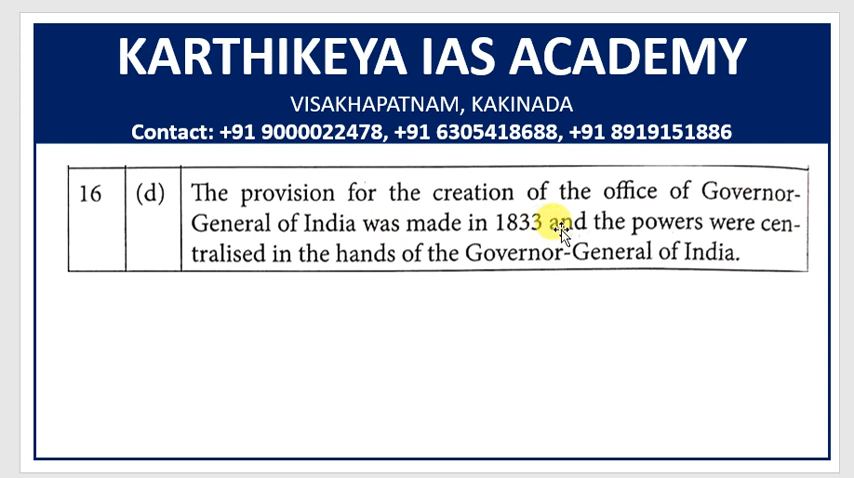 KARTHIKEYA IAS ACADEMY
VISAKHAPATNAM, KAKINADA
Contact: +91 9000022478, +91 6305418688, +91 8919151886
16 (d) The provision for the creation of the office of Governor-
General of India was made in 1833 and the powers were cen-
tralised in the hands of the Governor-General of India.